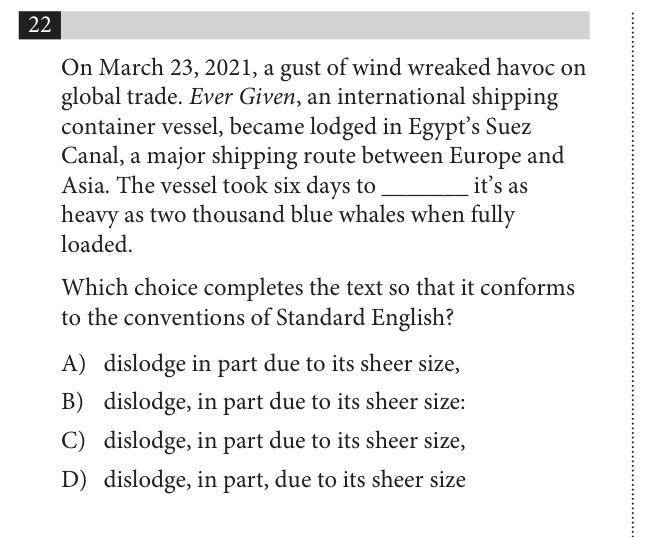 22
On March 23, 2021, a gust of wind wreaked havoc on
global trade. Ever Given, an international shipping
container vessel, became lodged in Egypt’s Suez
Canal, a major shipping route between Europe and
Asia. The vessel took six days to _______ it’s as
heavy as two thousand blue whales when fully
loaded.
Which choice completes the text so that it conforms
to the conventions of Standard English?
A) dislodge in part due to its sheer size,
B) dislodge, in part due to its sheer size:
C) dislodge, in part due to its sheer size,
D) dislodge, in part, due to its sheer size